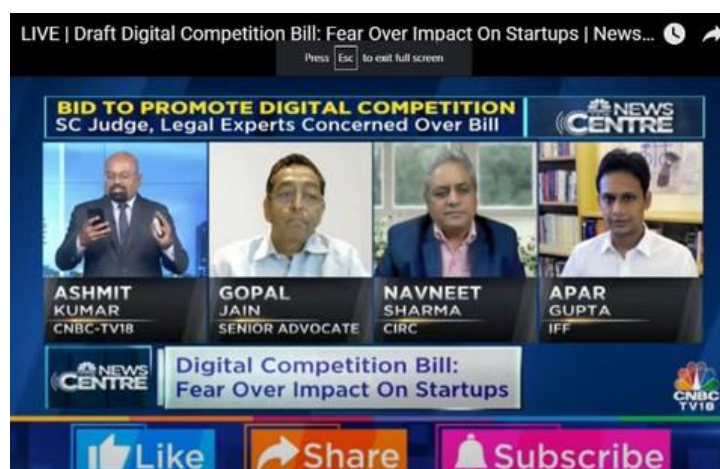 LIVE | Draft Digital Competition Bill: Fear Over Impact On Startups | News...
Press Esc to exit full screen
BID TO PROMOTE DIGITAL COMPETITION
SC Judge, Legal Experts Concerned Over Bill
NEWS
CENTRE
ASHMIT
KUMAR
CNBC-TV18
GOPAL
JAIN
SENIOR ADVOCATE
NAVNEET
SHARMA
CIRC
APAR
GUPTA
IFF
NEWS
CENTRE
Digital Competition Bill:
Fear Over Impact On Startups
CNBC
TV18
Like
Share
Subscribe